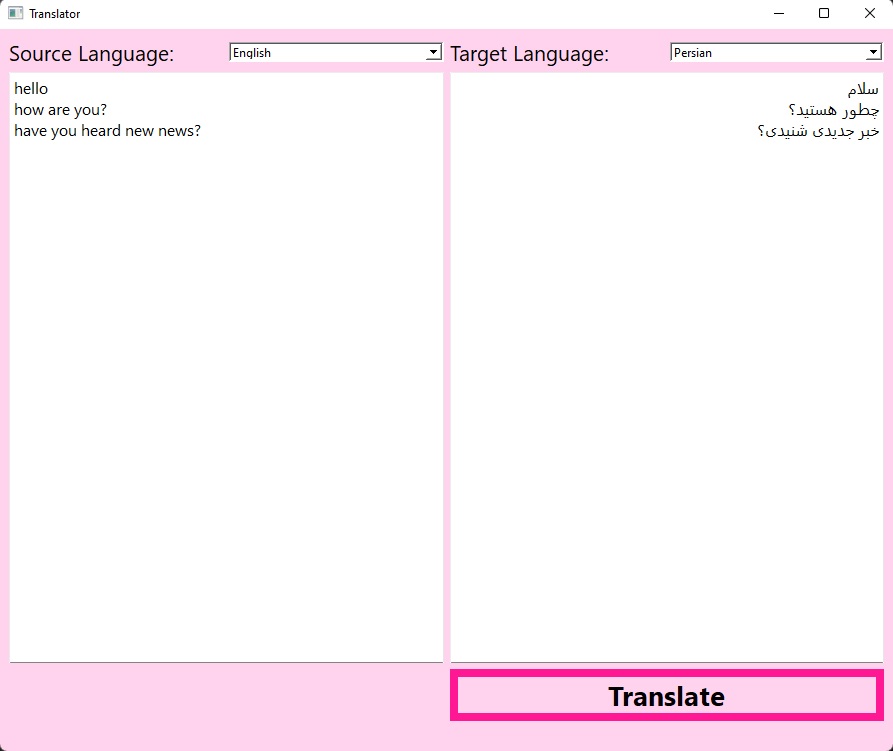 Translator
Source Language:
English
Target Language:
Persian
hello
how are you?
have you heard new news?
سلام
چطور هستید؟
خبر جدیدی شنیدی؟
Translate